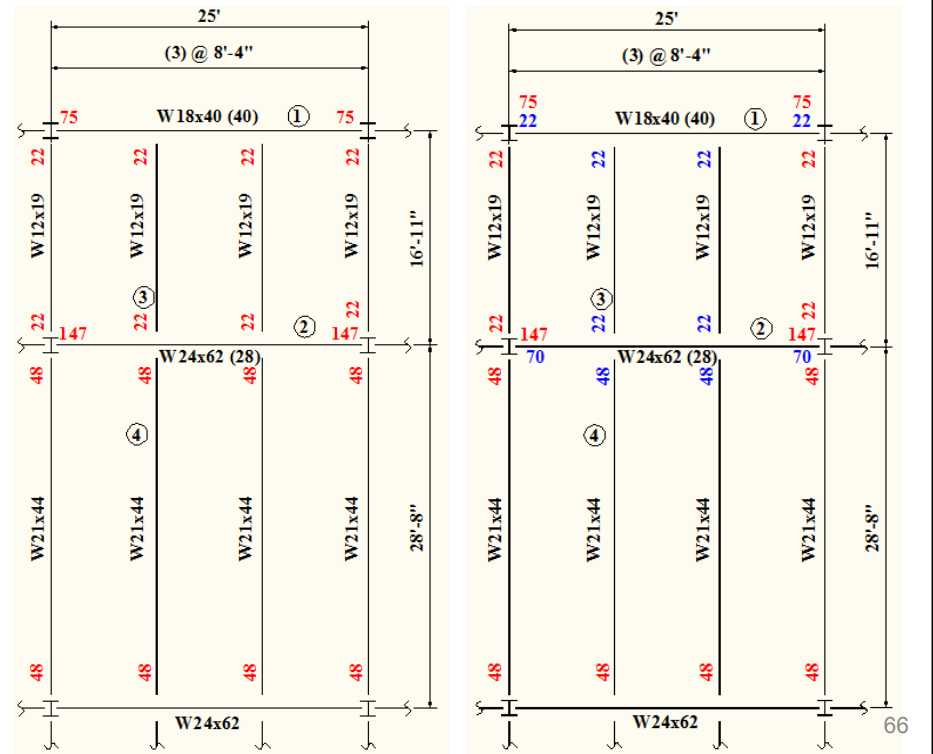 25'
(3) @ 8'-4"
75 W18x40 (40) 1 75
22 22 22 22
W12x19 W12x19 W12x19 W12x19
16'-11"
3
22 22 22 22
147 2 147
W24x62 (28)
48 48 48 48
4
W21x44 W21x44 W21x44 W21x44
28'-8"
48 48 48 48
W24x62
25'
(3) @ 8'-4"
75 75
22 W18x40 (40) 1 22
22 22 22 22
W12x19 W12x19 W12x19 W12x19
16'-11"
3
22 22 22 22
147 2 147
70 W24x62 (28) 70
48 48 48 48
4
W21x44 W21x44 W21x44 W21x44
28'-8"
48 48 48 48
W24x62
66